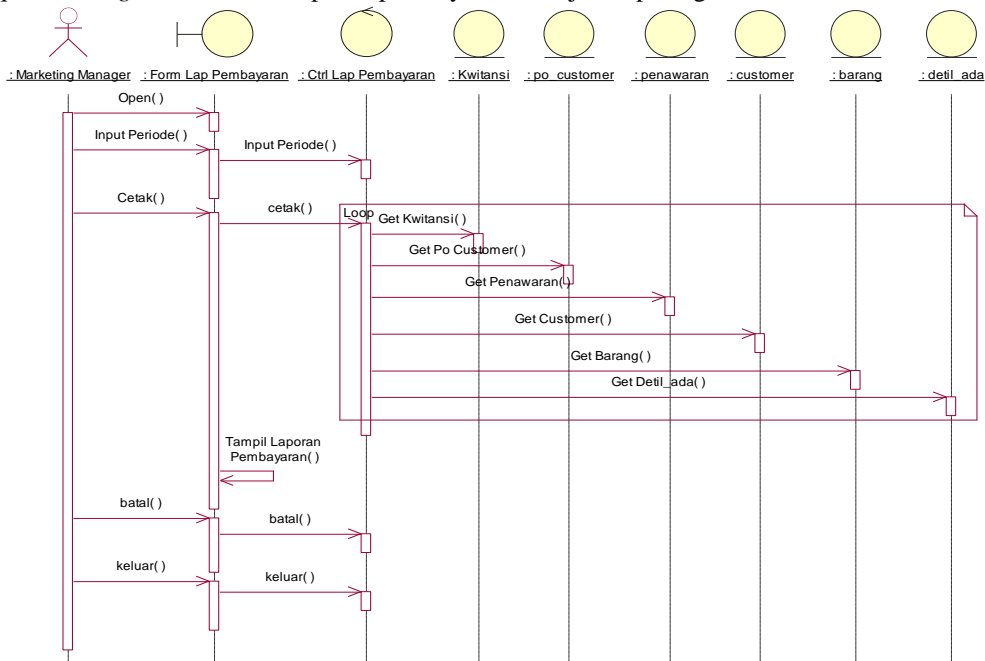 : Marketing Manager
: Form Lap Pembayaran
: Ctrl Lap Pembayaran
: Kwitansi
: po_customer
: penawaran
: customer
: barang
: detil_ada
Open( )
Input Periode( )
Input Periode( )
Cetak( )
cetak( )
Loop
Get Kwitansi( )
Get Po Customer( )
Get Penawaran( )
Get Customer( )
Get Barang( )
Get Detil_ada( )
Tampil Laporan
Pembayaran( )
batal( )
batal( )
keluar( )
keluar( )